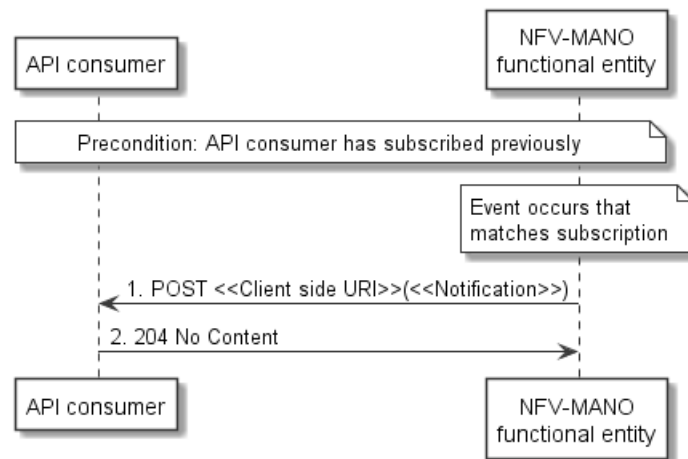 API consumer
NFV-MANO
functional entity
Precondition: API consumer has subscribed previously
Event occurs that
matches subscription
1. POST <<Client side URI>>(<<Notification>>)
2. 204 No Content
API consumer
NFV-MANO
functional entity